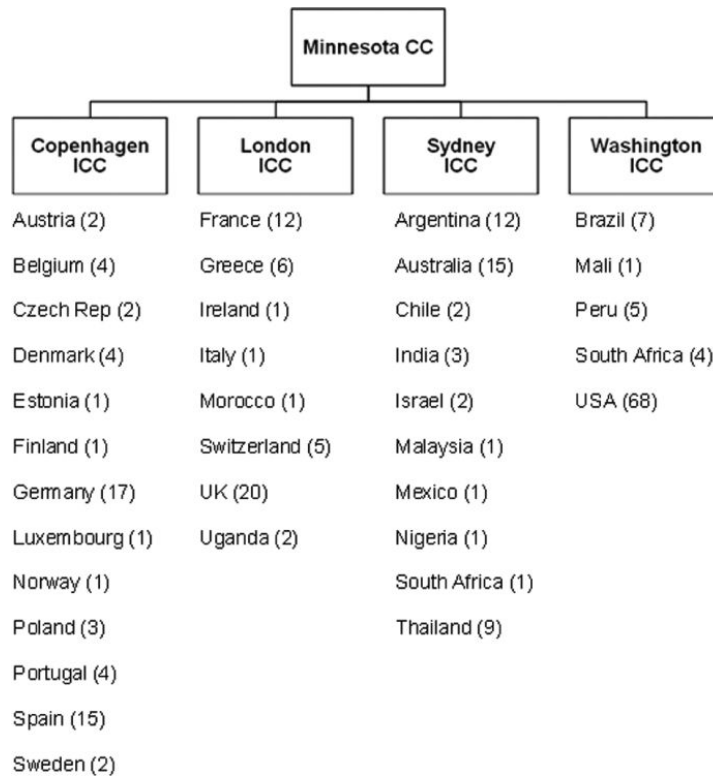 Minnesota CC
Copenhagen
ICC
London
ICC
Sydney
ICC
Washington
ICC
Austria (2)
Belgium (4)
Czech Rep (2)
Denmark (4)
Estonia (1)
Finland (1)
Germany (17)
Luxembourg (1)
Norway (1)
Poland (3)
Portugal (4)
Spain (15)
Sweden (2)
France (12)
Greece (6)
Ireland (1)
Italy (1)
Morocco (1)
Switzerland (5)
UK (20)
Uganda (2)
Argentina (12)
Australia (15)
Chile (2)
India (3)
Israel (2)
Malaysia (1)
Mexico (1)
Nigeria (1)
South Africa (1)
Thailand (9)
Brazil (7)
Mali (1)
Peru (5)
South Africa (4)
USA (68)